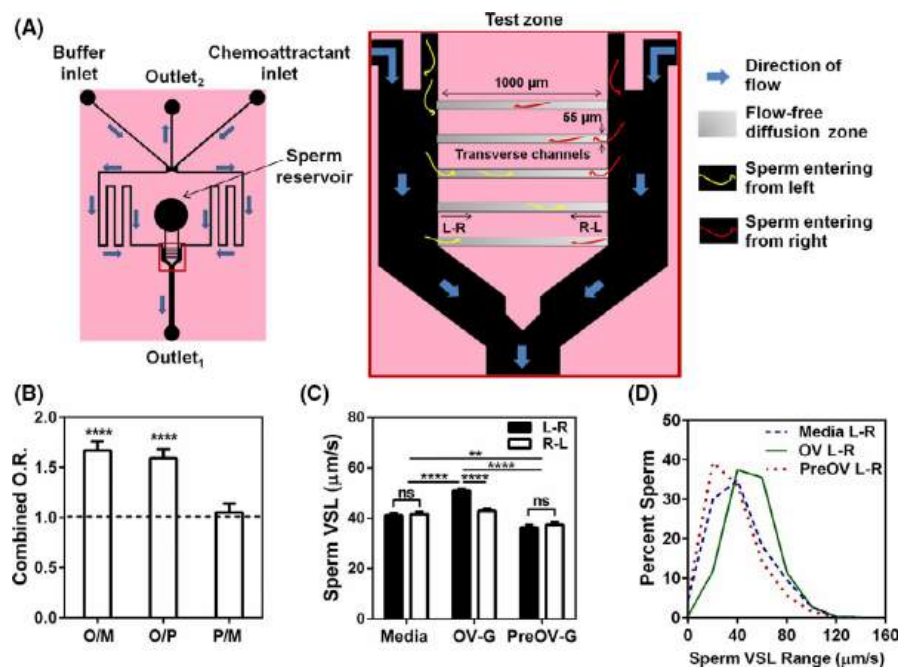 (A)
Buffer
inlet
Outlet2
Chemoattractant
inlet
Sperm
reservoir
Outlet1
Test zone
1000 µm
55 µm
Transverse channels
L-R
R-L
Direction of
flow
Flow-free
diffusion zone
Sperm entering
from left
Sperm entering
from right
(B)
Combined O.R.
2.0
1.5
1.0
0.5
0.0
****
****
O/M
O/P
P/M
(C)
Sperm VSL (µm/s)
80
60
40
20
0
L-R
R-L
**
****
**** ****
ns
ns
Media
OV-G
PreOV-G
(D)
Percent Sperm
50
40
30
20
10
0
Media L-R
OV L-R
PreOV L-R
0 40 80 120 160
Sperm VSL Range (µm/s)